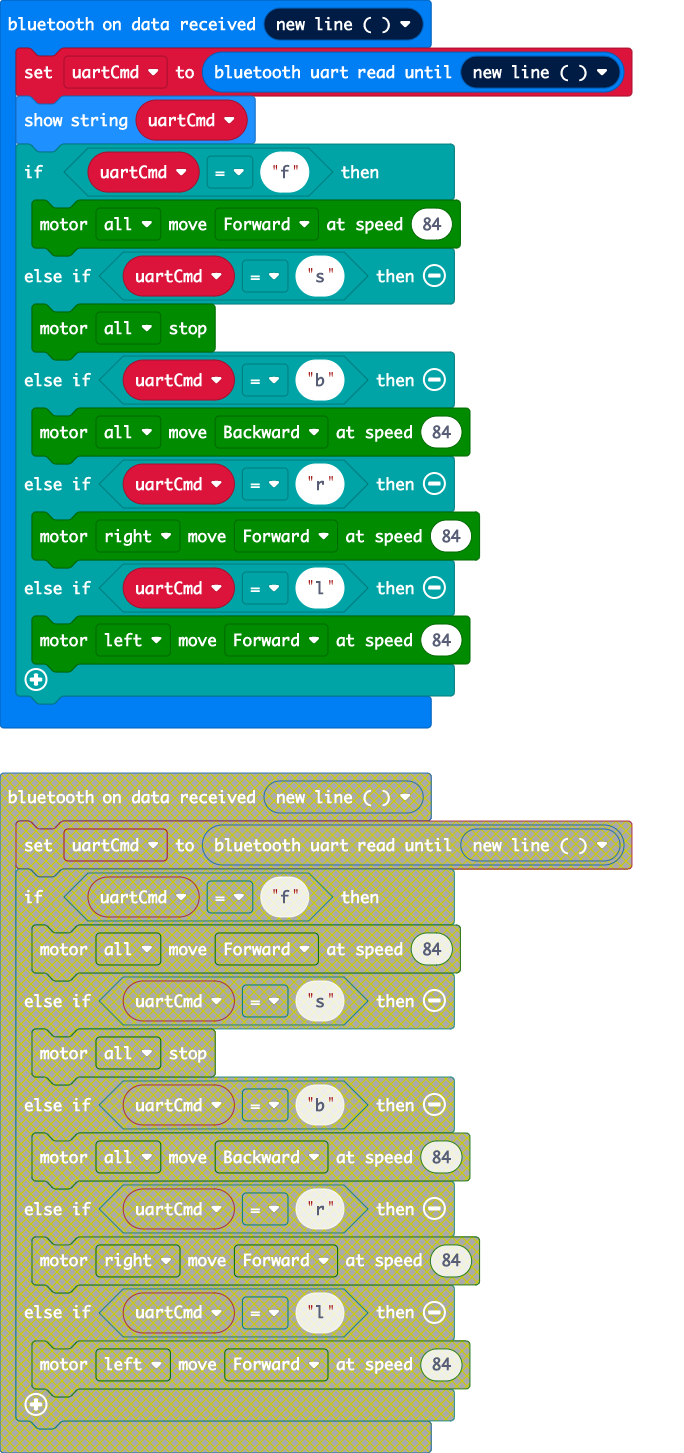 bluetooth on data received new line ( )
set uartCmd to bluetooth uart read until new line ( )
show string uartCmd
if uartCmd = "f" then
motor all move Forward at speed 84
else if uartCmd = "s" then
motor all stop
else if uartCmd = "b" then
motor all move Backward at speed 84
else if uartCmd = "r" then
motor right move Forward at speed 84
else if uartCmd = "l" then
motor left move Forward at speed 84
bluetooth on data received new line ( )
set uartCmd to bluetooth uart read until new line ( )
if uartCmd = "f" then
motor all move Forward at speed 84
else if uartCmd = "s" then
motor all stop
else if uartCmd = "b" then
motor all move Backward at speed 84
else if uartCmd = "r" then
motor right move Forward at speed 84
else if uartCmd = "l" then
motor left move Forward at speed 84